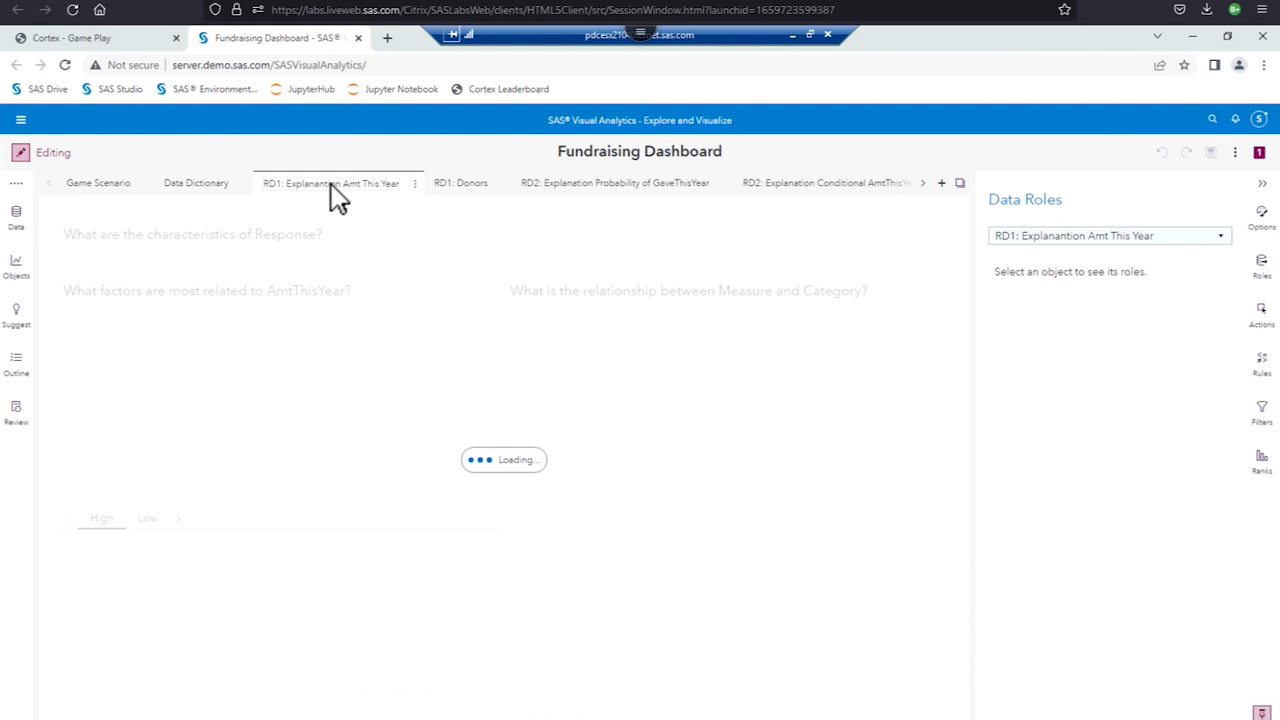 https://labs.liveweb.sas.com/Citrix/SASLabsWeb/clients/HTML5Client/src/SessionWindow.html?launchid=1659723599387
Cortex - Game Play
Fundraising Dashboard - SAS®
Not secure
server.demo.sas.com/SASVisualAnalytics/
SAS Drive
SAS Studio
SAS® Environment...
JupyterHub
Jupyter Notebook
Cortex Leaderboard
SAS® Visual Analytics - Explore and Visualize
S
Editing
Fundraising Dashboard
1
Game Scenario
Data Dictionary
RD1: Explanantion Amt This Year
RD1: Donors
RD2: Explanation Probability of GaveThisYear
RD2: Explanation Conditional AmtThisYe
Data
Objects
Suggest
Outline
Review
What are the characteristics of Response?
What factors are most related to AmtThisYear?
What is the relationship between Measure and Category?
Loading...
High
Low
Data Roles
RD1: Explanantion Amt This Year
Select an object to see its roles.
Options
Roles
Actions
Rules
Filters
Ranks